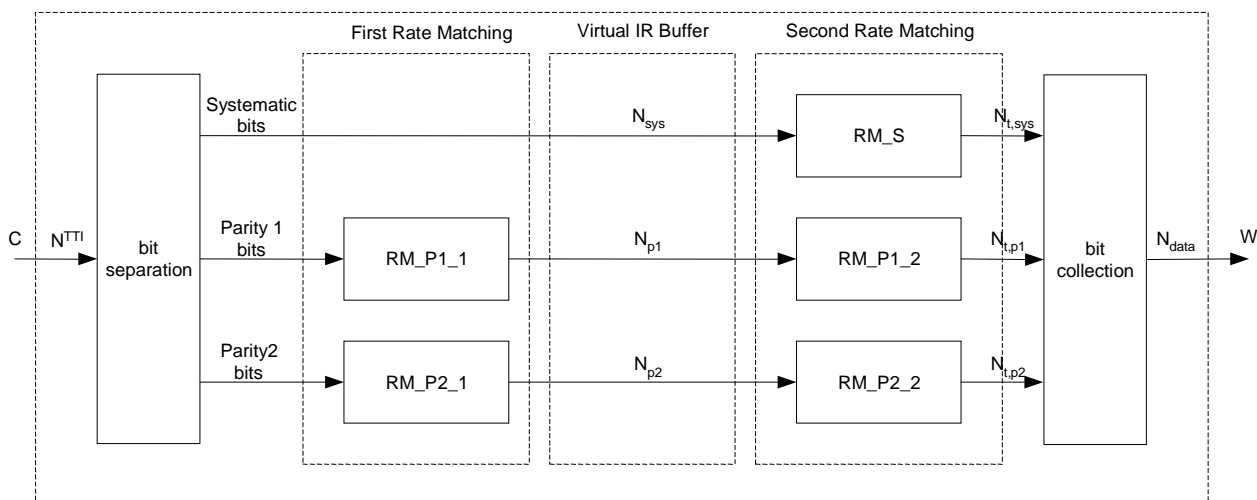 First Rate Matching
Virtual IR Buffer
Second Rate Matching
Systematic
bits
N_sys
RM_S
N_t,sys
C
N^TTI
bit
separation
Parity 1
bits
RM_P1_1
N_p1
RM_P1_2
N_t,p1
bit
collection
N_data
W
Parity2
bits
RM_P2_1
N_p2
RM_P2_2
N_t,p2